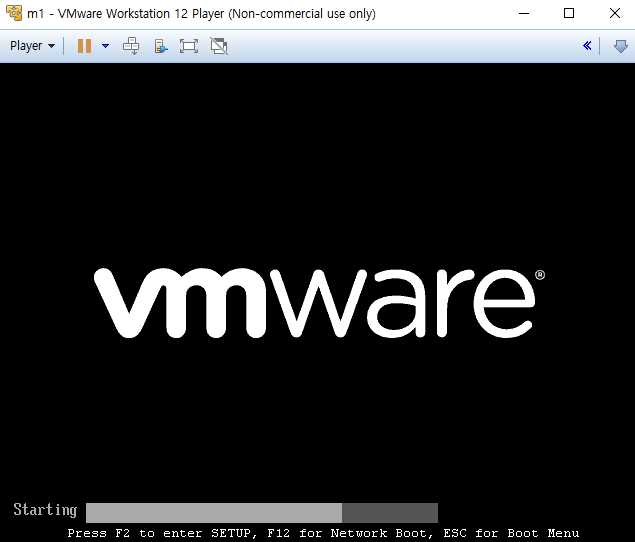 m1 - VMware Workstation 12 Player (Non-commercial use only)
Player
vmware®
Starting
Press F2 to enter SETUP, F12 for Network Boot, ESC for Boot Menu